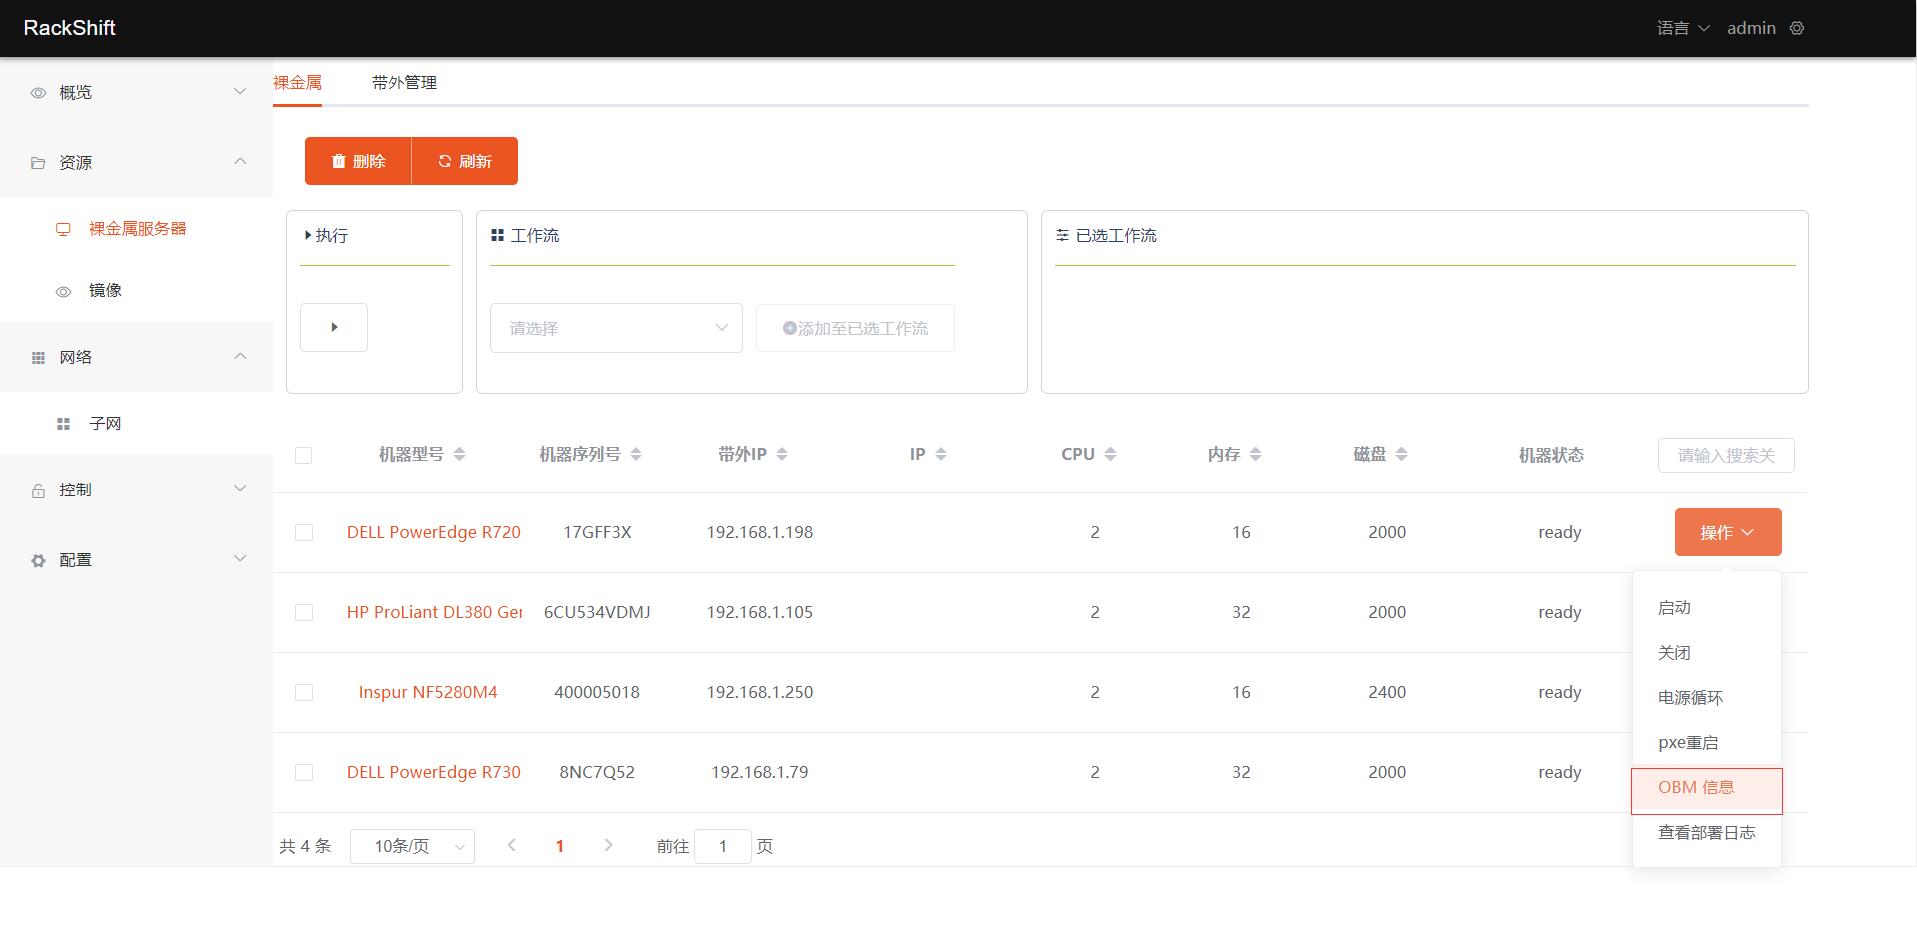 RackShift
语言
admin
概览
资源
裸金属服务器
镜像
网络
子网
控制
配置
裸金属
带外管理
删除
刷新
执行
工作流
请选择
添加至已选工作流
已选工作流
机器型号 机器序列号 带外IP IP CPU 内存 磁盘 机器状态 请输入搜索关
DELL PowerEdge R720 17GFF3X 192.168.1.198 2 16 2000 ready 操作
HP ProLiant DL380 Ger 6CU534VDMJ 192.168.1.105 2 32 2000 ready
Inspur NF5280M4 400005018 192.168.1.250 2 16 2400 ready
DELL PowerEdge R730 8NC7Q52 192.168.1.79 2 32 2000 ready
启动
关闭
电源循环
pxe重启
OBM 信息
查看部署日志
共 4 条 10条/页 1 前往 1 页